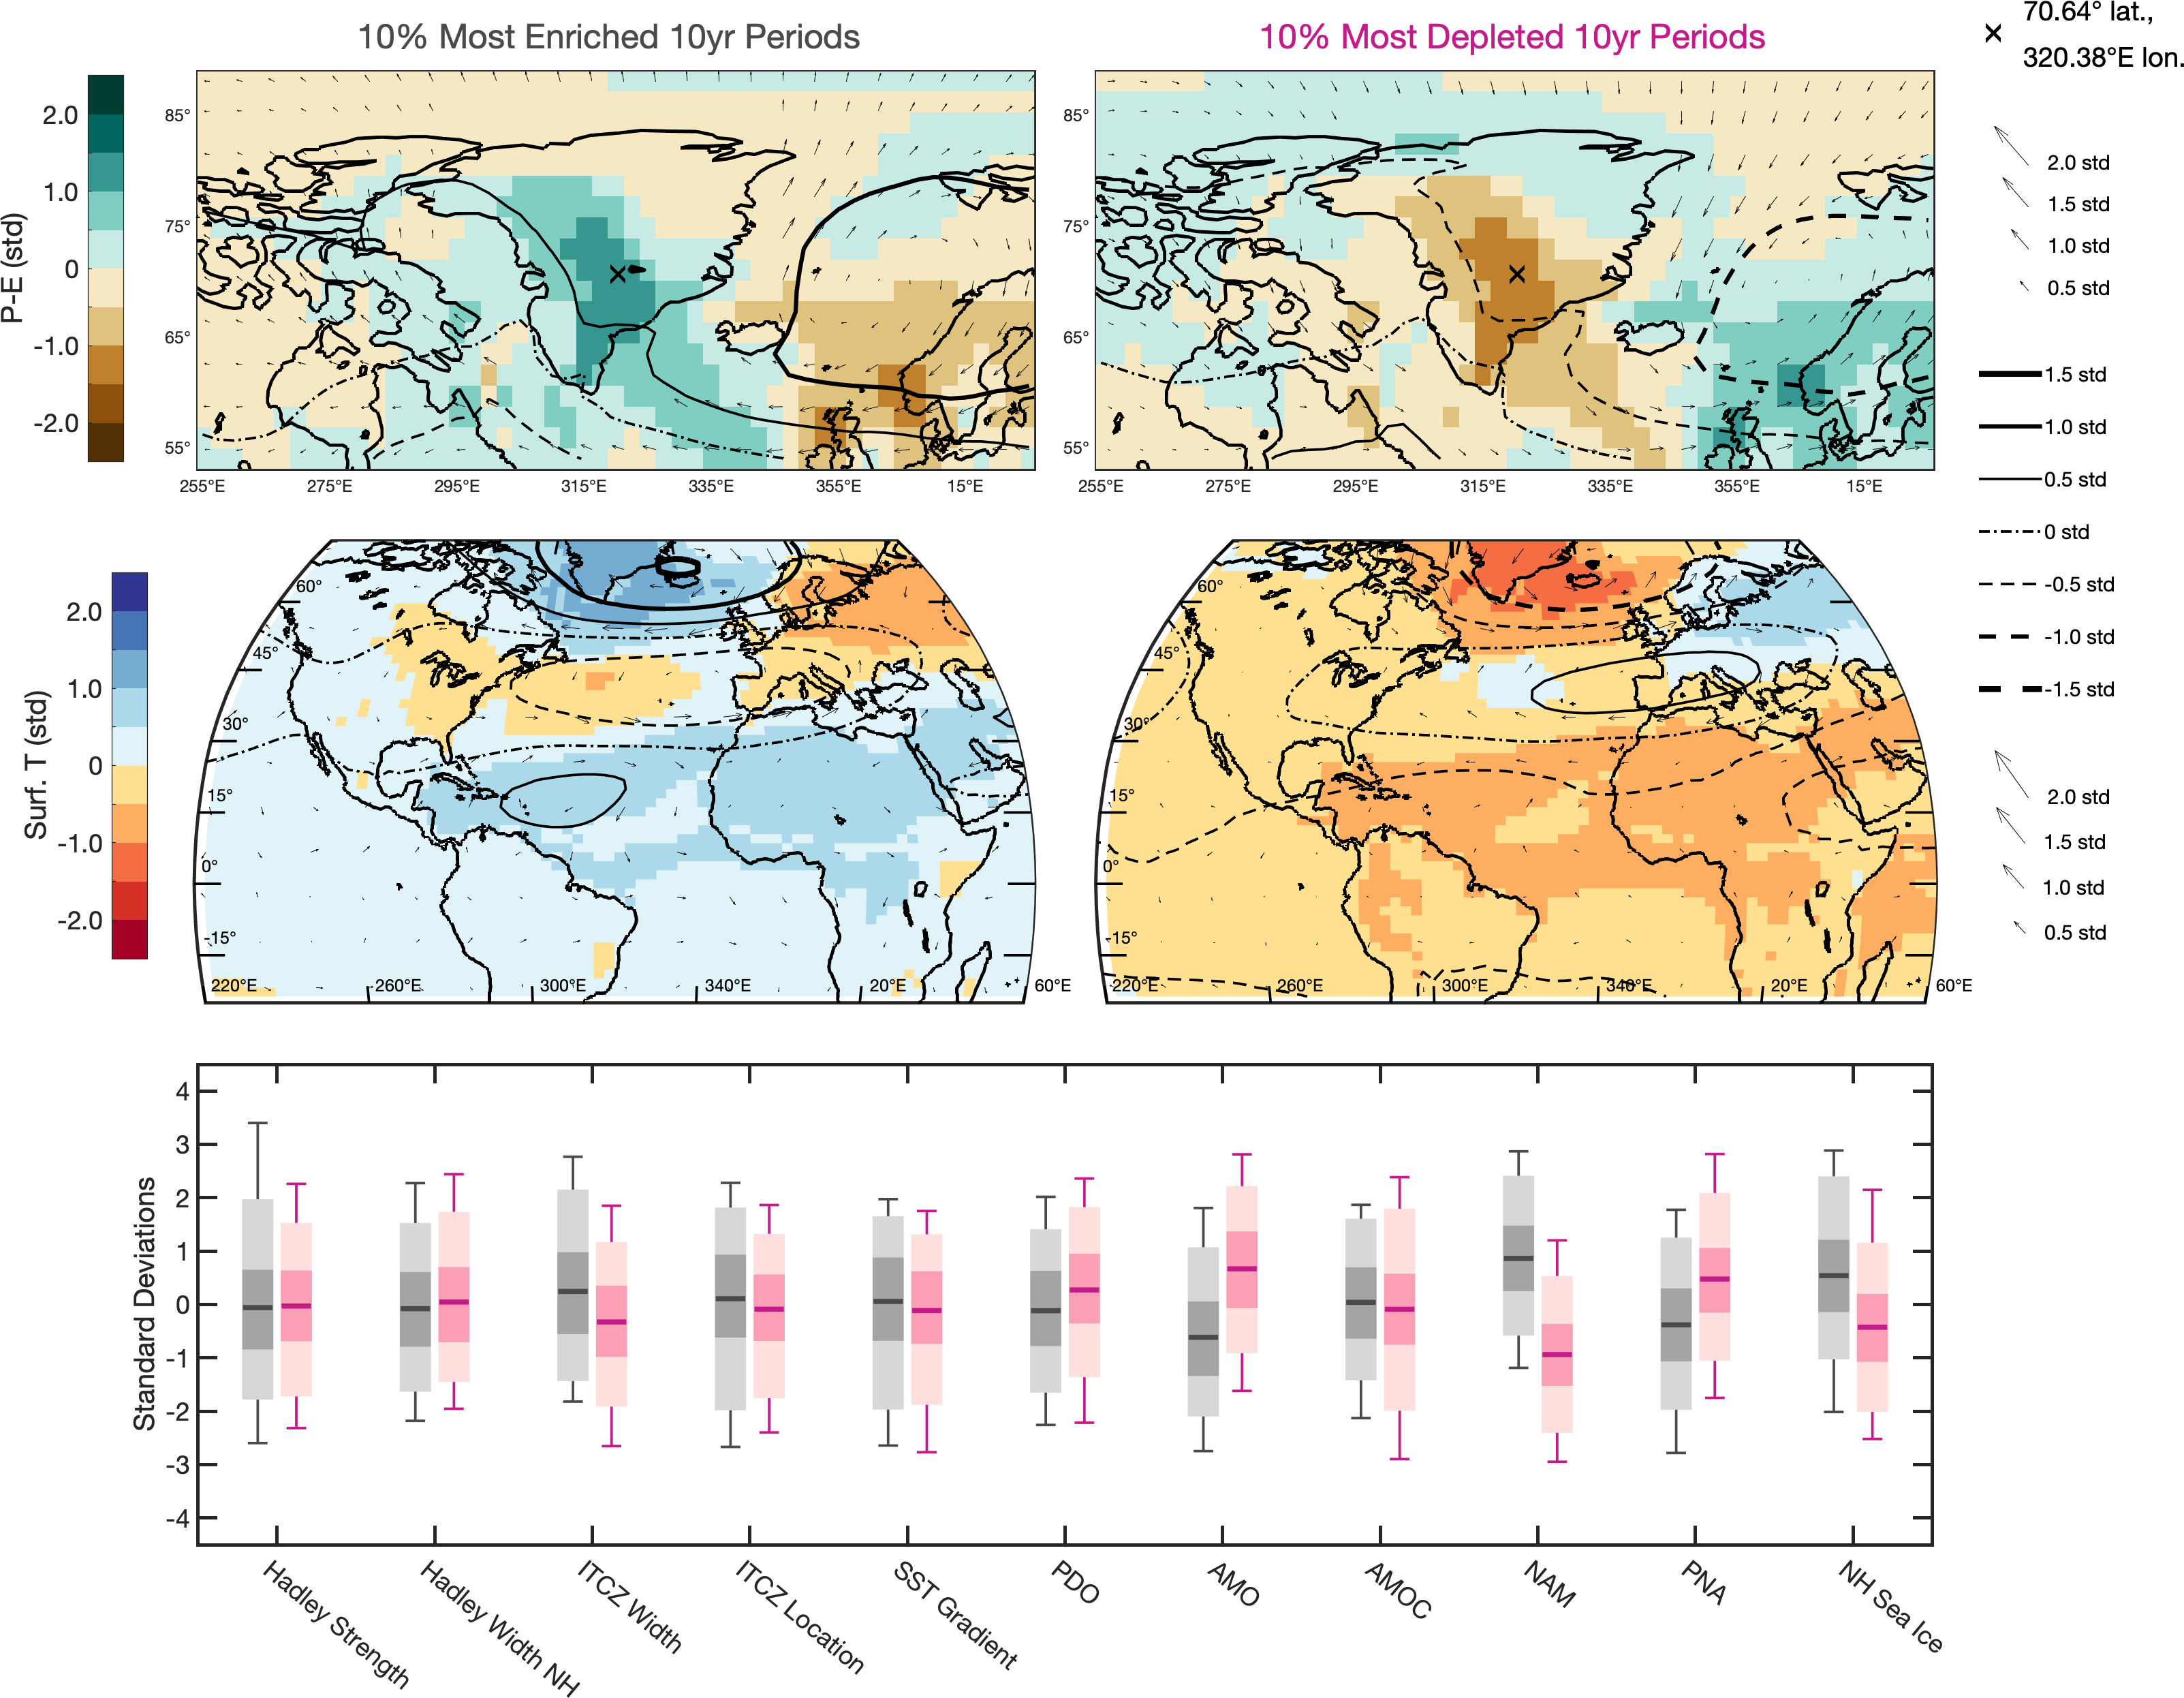 10% Most Enriched 10yr Periods
10% Most Depleted 10yr Periods
70.64° lat.,
320.38°E lon.
P-E (std)
2.0
1.0
0
-1.0
-2.0
85°
75°
65°
55°
255°E 275°E 295°E 315°E 335°E 355°E 15°E
85°
75°
65°
55°
255°E 275°E 295°E 315°E 335°E 355°E 15°E
2.0 std
1.5 std
1.0 std
0.5 std
1.5 std
1.0 std
0.5 std
0 std
-0.5 std
-1.0 std
-1.5 std
Surf. T (std)
2.0
1.0
0
-1.0
-2.0
60°
45°
30°
15°
0°
-15°
220°E 260°E 300°E 340°E 20°E 60°E
60°
45°
30°
15°
0°
-15°
220°E 260°E 300°E 340°E 20°E 60°E
2.0 std
1.5 std
1.0 std
0.5 std
Standard Deviations
4
3
2
1
0
-1
-2
-3
-4
Hadley Strength
Hadley Width NH
ITCZ Width
ITCZ Location
SST Gradient
PDO
AMO
AMOC
NAM
PNA
NH Sea Ice